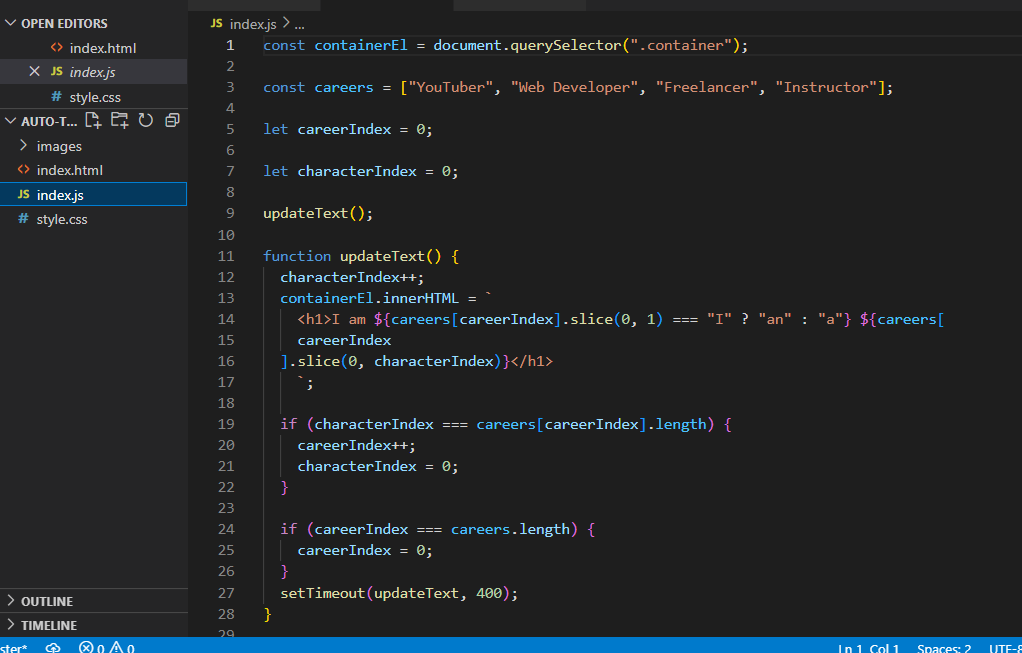 OPEN EDITORS
index.html
JS index.js
# style.css
AUTO-T...
images
index.html
JS index.js
# style.css
OUTLINE
TIMELINE
JS index.js > ...
1 const containerEl = document.querySelector(".container");
2
3 const careers = ["YouTuber", "Web Developer", "Freelancer", "Instructor"];
4
5 let careerIndex = 0;
6
7 let characterIndex = 0;
8
9 updateText();
10
11 function updateText() {
12 characterIndex++;
13 containerEl.innerHTML = `
14 <h1>I am ${careers[careerIndex].slice(0, 1) === "I" ? "an" : "a"} ${careers[
15 careerIndex
16 ].slice(0, characterIndex)}</h1>
17 `;
18
19 if (characterIndex === careers[careerIndex].length) {
20 careerIndex++;
21 characterIndex = 0;
22 }
23
24 if (careerIndex === careers.length) {
25 careerIndex = 0;
26 }
27 setTimeout(updateText, 400);
28 }
29
ster* 0 0 Ln 1, Col 1 Spaces: 2 UTF-8